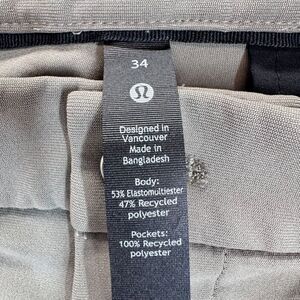 34
Designed in
Vancouver
Made in
Bangladesh
Body:
53% Elastomultiester
47% Recycled
polyester
Pockets:
100% Recycled
polyester